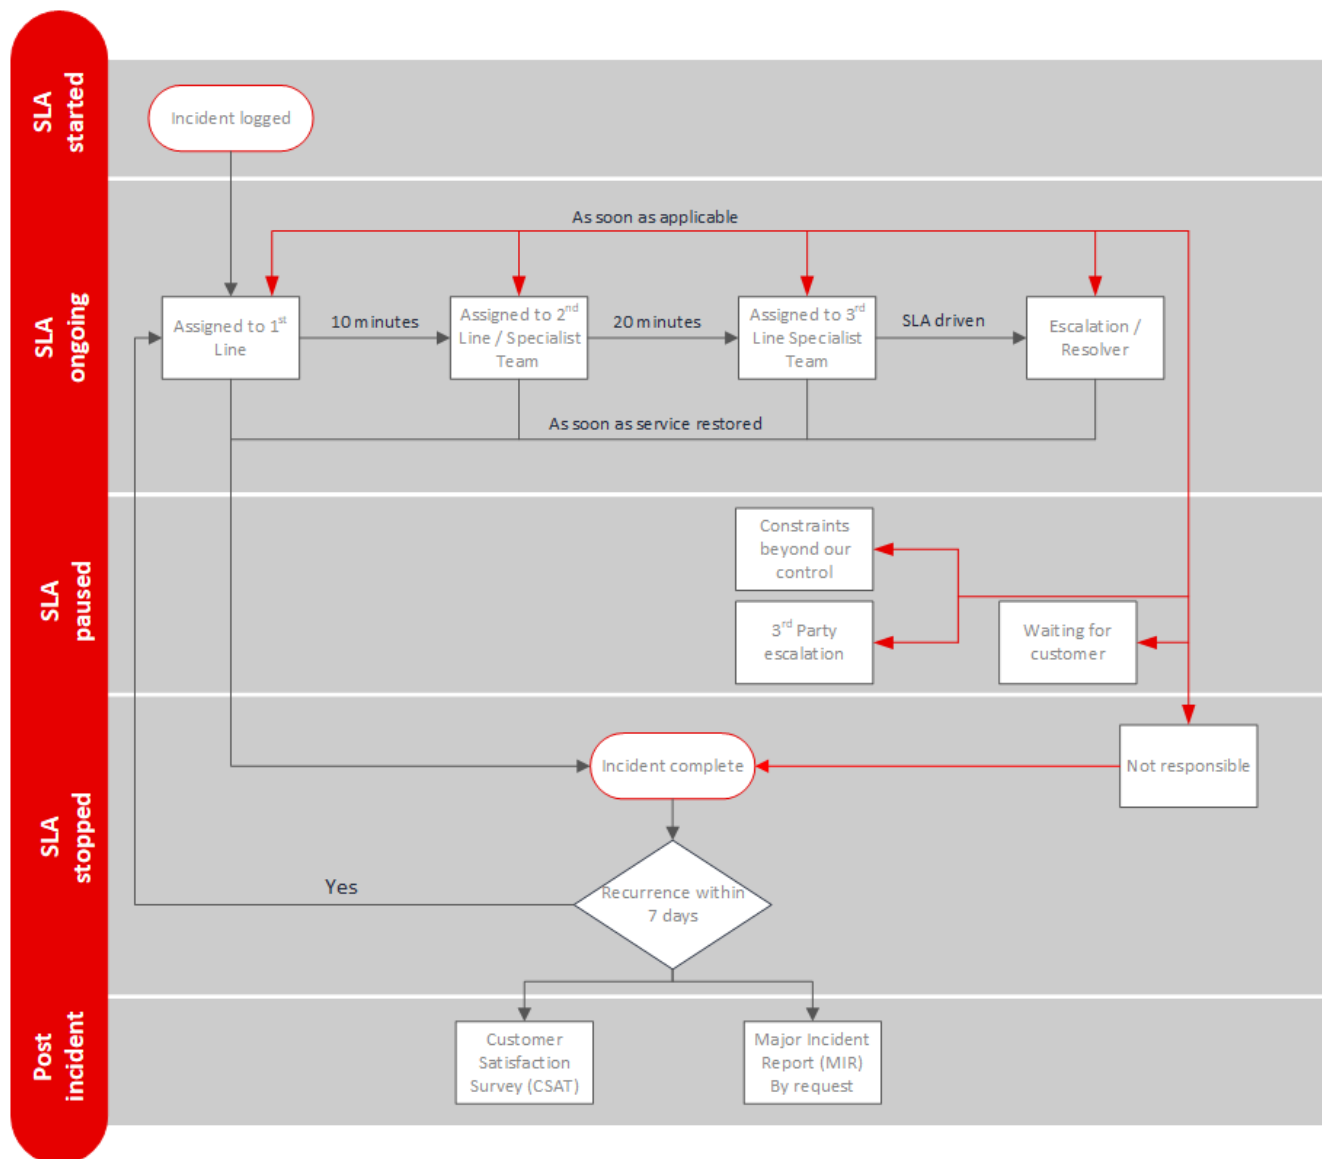 SLA
started
Incident logged
SLA
ongoing
As soon as applicable
Assigned to 1st
Line
10 minutes
Assigned to 2nd
Line / Specialist
Team
20 minutes
Assigned to 3rd
Line Specialist
Team
SLA driven
Escalation /
Resolver
As soon as service restored
SLA
paused
Constraints
beyond our
control
3rd Party
escalation
Waiting for
customer
SLA
stopped
Incident complete
Not responsible
Recurrence within
7 days
Yes
Post
incident
Customer
Satisfaction
Survey (CSAT)
Major Incident
Report (MIR)
By request